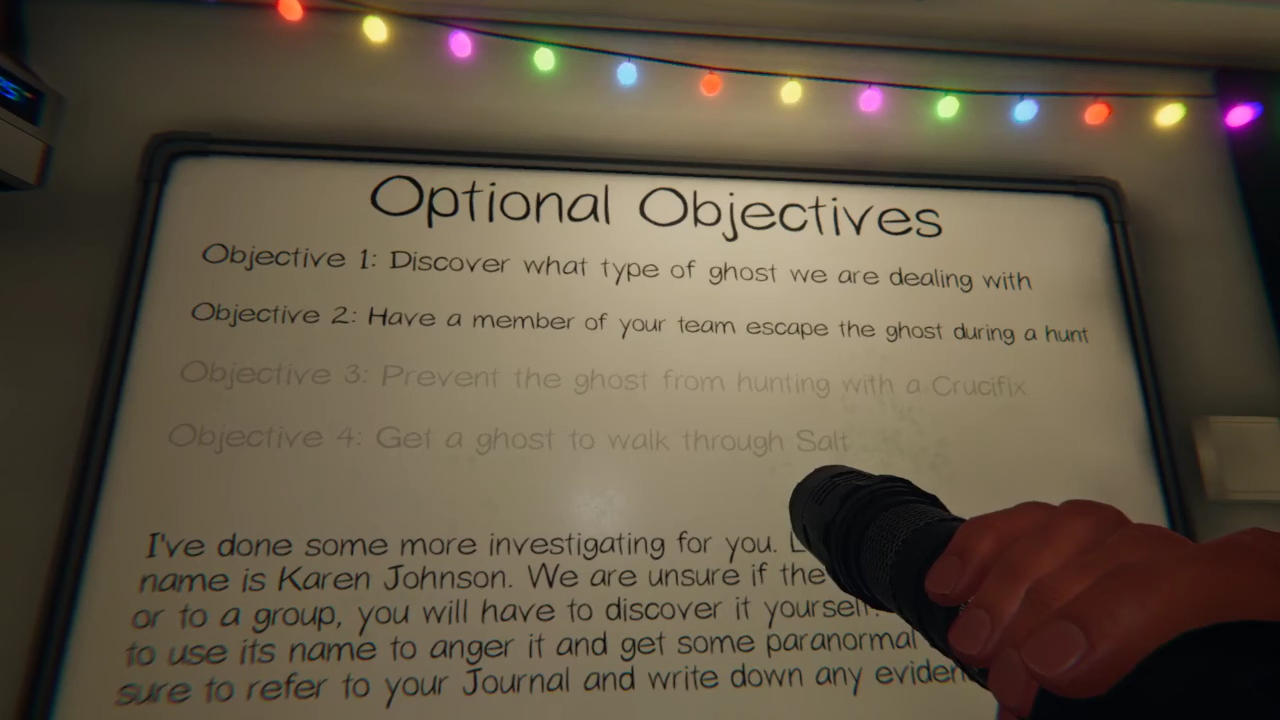 Optional Objectives
Objective 1: Discover what type of ghost we are dealing with
Objective 2: Have a member of your team escape the ghost during a hunt
Objective 3: Prevent the ghost from hunting with a Crucifix
Objective 4: Get a ghost to walk through Salt
I've done some more investigating for you.
name is Karen Johnson. We are unsure if the
or to a group, you will have to discover it yourself.
to use its name to anger it and get some paranormal
sure to refer to your Journal and write down any